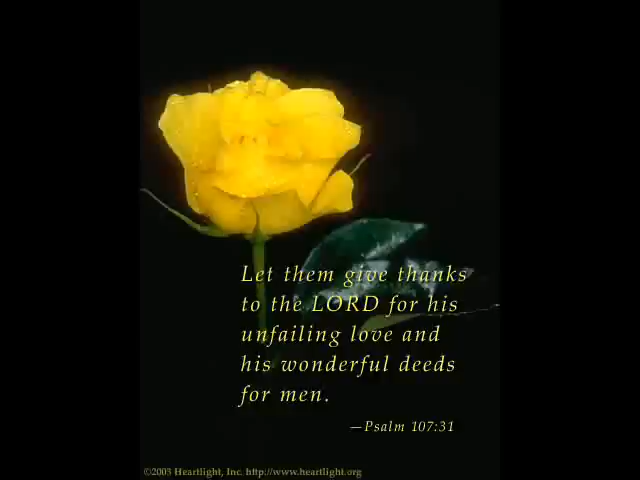 Let them give thanks
to the LORD for his
unfailing love and
his wonderful deeds
for men.
—Psalm 107:31
©2003 Heartlight, Inc. http://www.heartlight.org